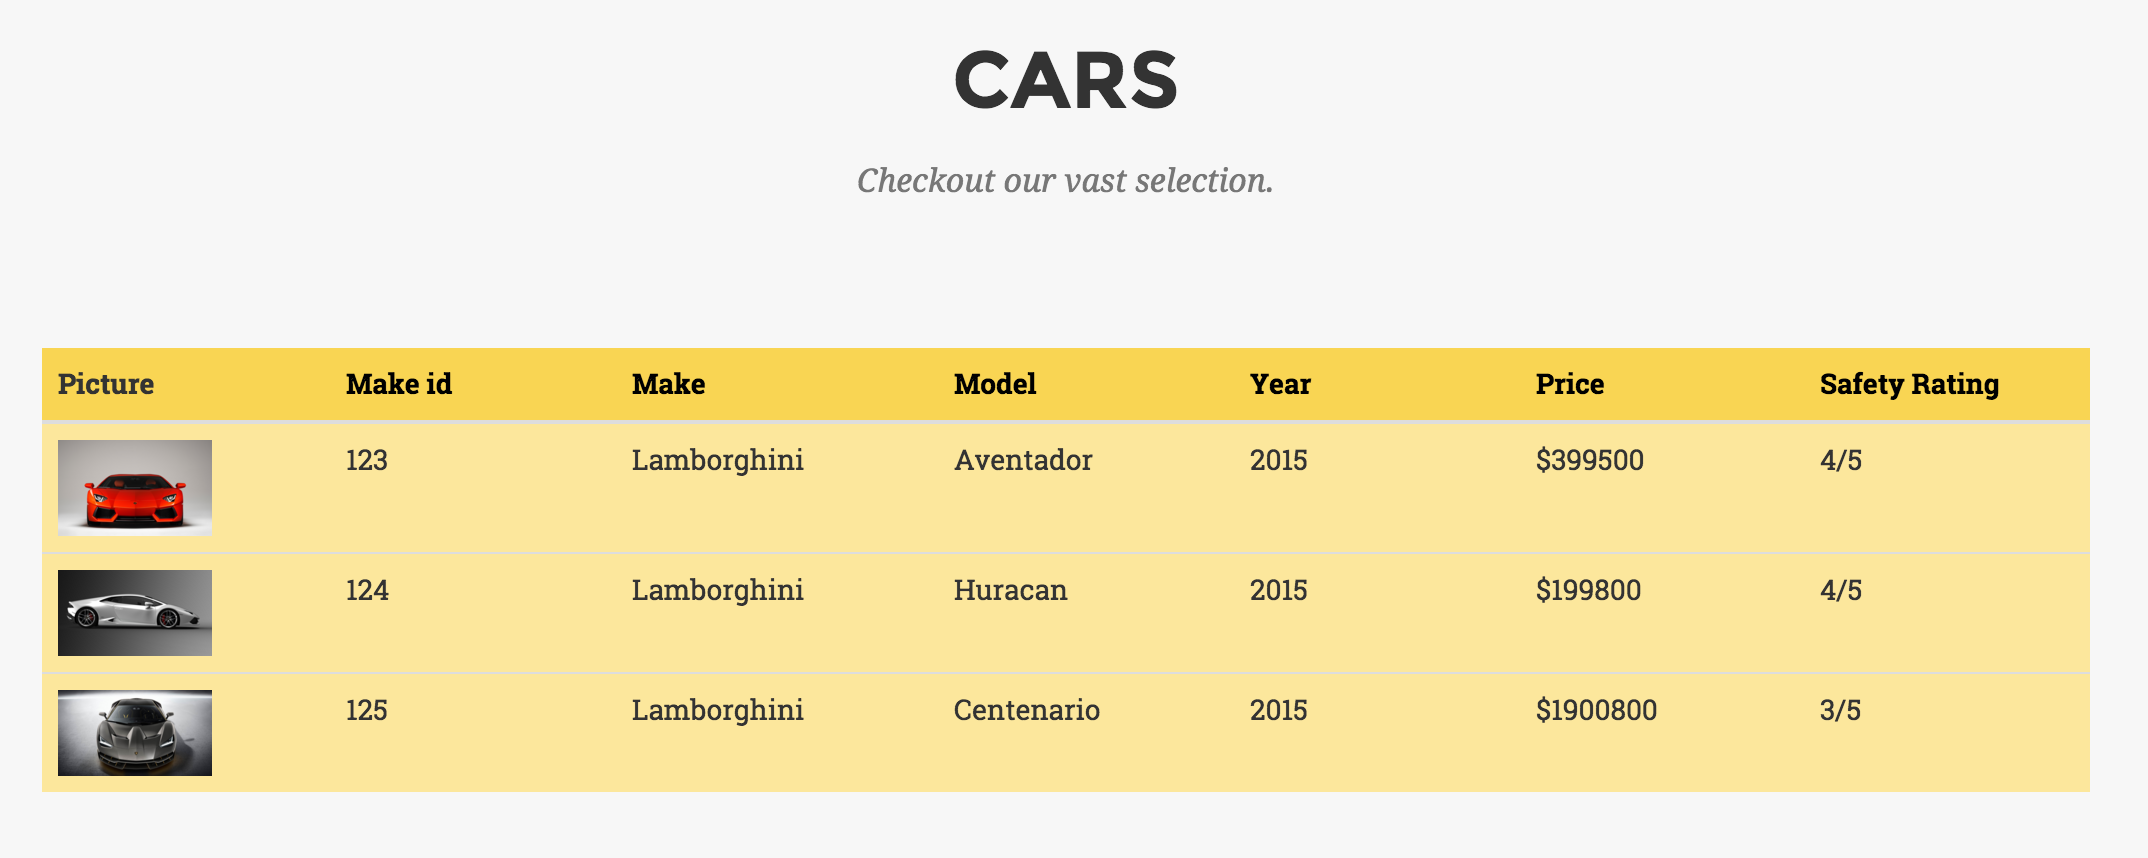 CARS
Checkout our vast selection.
Picture Make id Make Model Year Price Safety Rating
123 Lamborghini Aventador 2015 $399500 4/5
124 Lamborghini Huracan 2015 $199800 4/5
125 Lamborghini Centenario 2015 $1900800 3/5